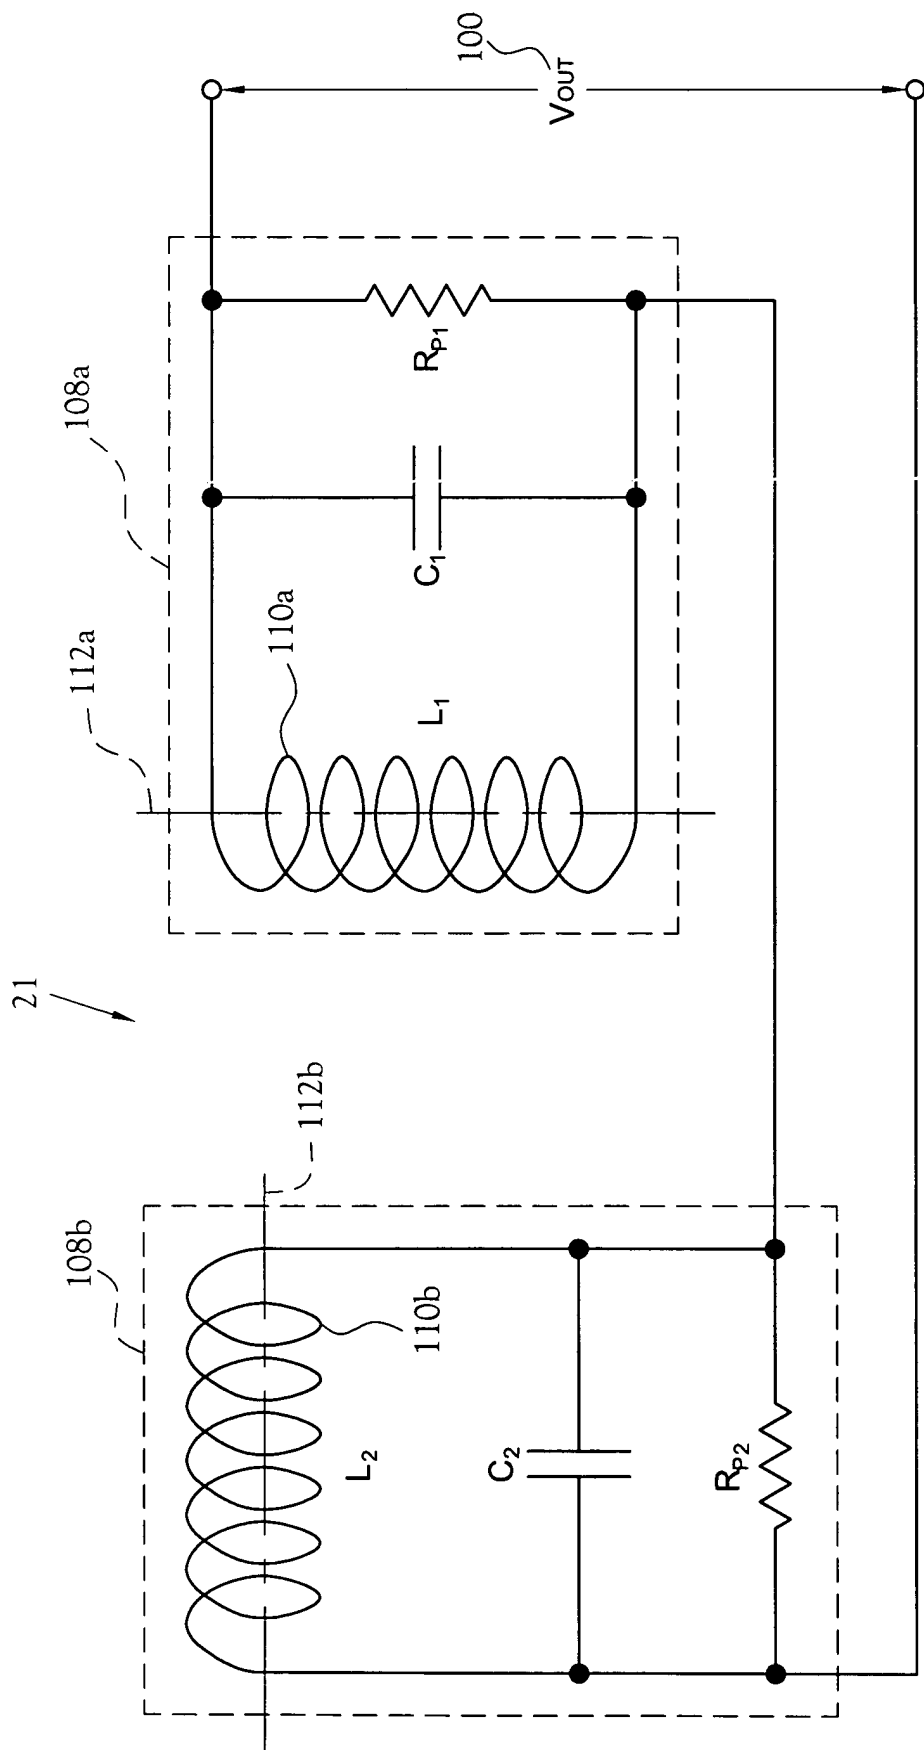 21
108b
112b
110b
L₂
C₂
Rₚ₂
112a
108a
110a
L₁
C₁
Rₚ₁
VOUT
100